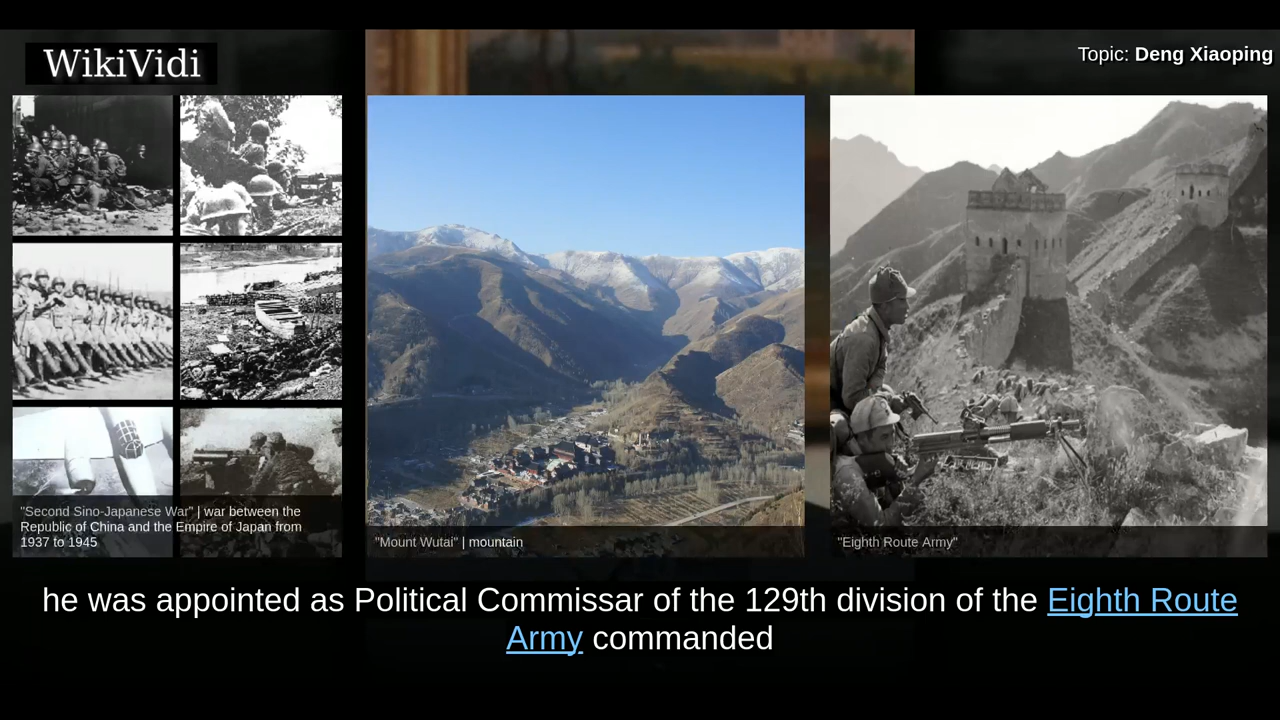 WikiVidi
Topic: Deng Xiaoping
"Second Sino-Japanese War" | war between the
Republic of China and the Empire of Japan from
1937 to 1945
"Mount Wutai" | mountain
"Eighth Route Army"
he was appointed as Political Commissar of the 129th division of the Eighth Route
Army commanded